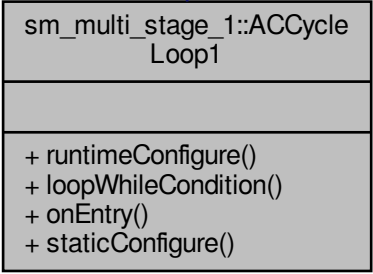 sm_multi_stage_1::ACCycle
Loop1
+ runtimeConfigure()
+ loopWhileCondition()
+ onEntry()
+ staticConfigure()